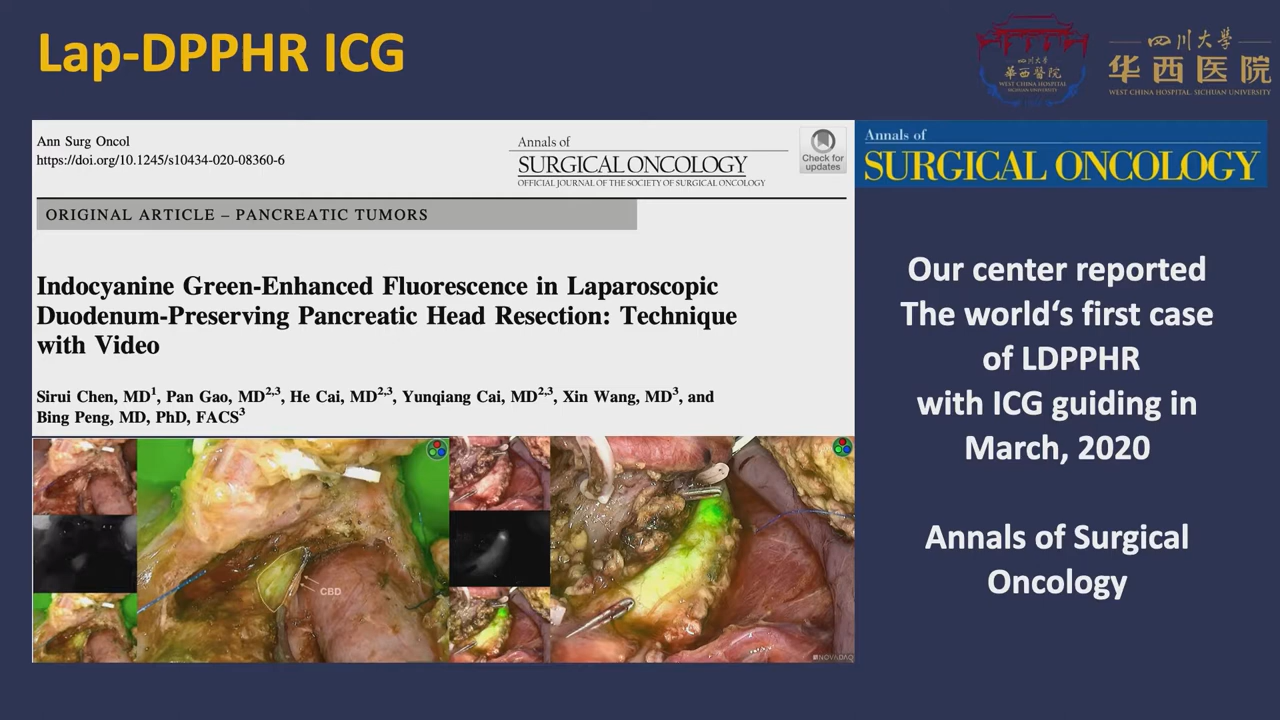 Lap-DPPHR ICG
四川大學
華西醫院
WEST CHINA HOSPITAL
SICHUAN UNIVERSITY
四川大學
华西医院
WEST CHINA HOSPITAL, SICHUAN UNIVERSITY
Ann Surg Oncol
https://doi.org/10.1245/s10434-020-08360-6
Annals of
SURGICAL ONCOLOGY
OFFICIAL JOURNAL OF THE SOCIETY OF SURGICAL ONCOLOGY
Check for
updates
ORIGINAL ARTICLE – PANCREATIC TUMORS
Indocyanine Green-Enhanced Fluorescence in Laparoscopic
Duodenum-Preserving Pancreatic Head Resection: Technique
with Video
Sirui Chen, MD1, Pan Gao, MD2,3, He Cai, MD2,3, Yunqiang Cai, MD2,3, Xin Wang, MD3, and
Bing Peng, MD, PhD, FACS3
CBD
NOVADAQ
Annals of
SURGICAL ONCOLOGY
Our center reported
The world‘s first case
of LDPPHR
with ICG guiding in
March, 2020
Annals of Surgical
Oncology